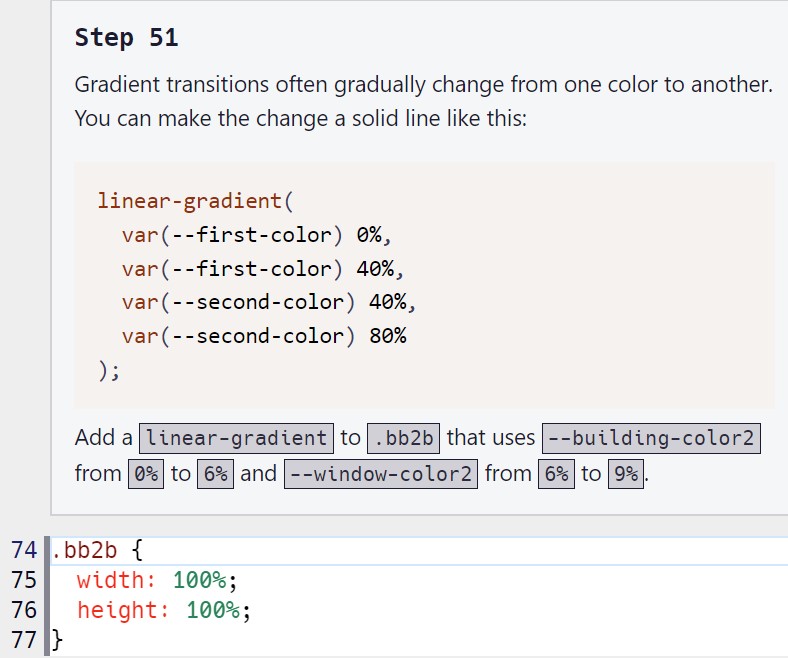 Step 51
Gradient transitions often gradually change from one color to another.
You can make the change a solid line like this:
linear-gradient(
var(--first-color) 0%,
var(--first-color) 40%,
var(--second-color) 40%,
var(--second-color) 80%
);
Add a linear-gradient to .bb2b that uses --building-color2
from 0% to 6% and --window-color2 from 6% to 9%.
74 .bb2b {
75 width: 100%;
76 height: 100%;
77 }